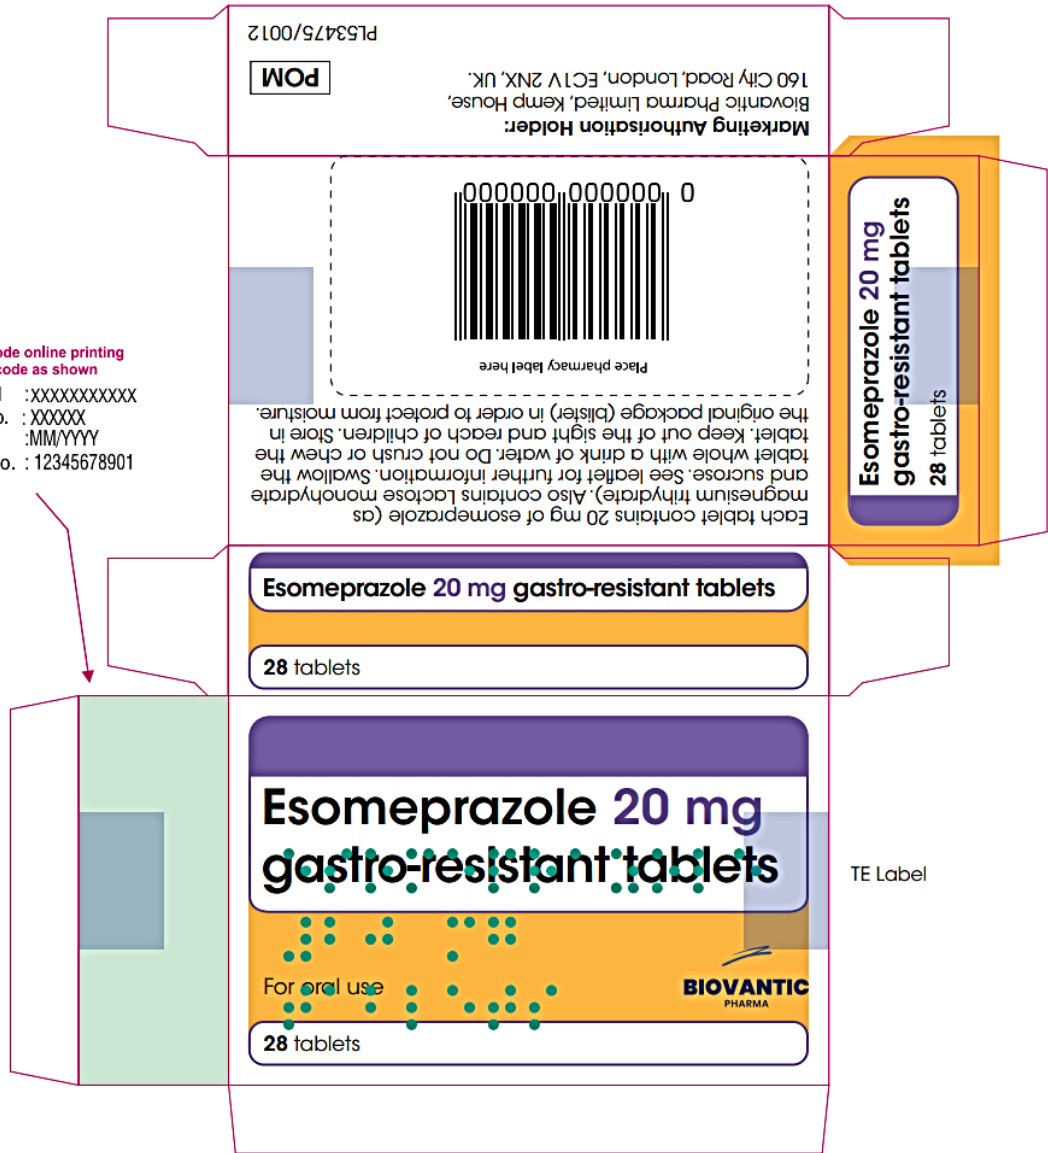 PL53475/0012
POM
Marketing Authorisation Holder:
Biovantic Pharma Limited, Kemp House,
160 City Road, London, EC1V 2NX, UK.
0 000000 000000
Place pharmacy label here
Each tablet contains 20 mg of esomeprazole (as
magnesium trihydrate). Also contains Lactose monohydrate
and sucrose. See leaflet for further information. Swallow the
tablet whole with a drink of water. Do not crush or chew the
tablet. Keep out of the sight and reach of children. Store in
the original package (blister) in order to protect from moisture.
Esomeprazole 20 mg
gastro-resistant tablets
28 tablets
online printing
code as shown
:XXXXXXXXXXX
: XXXXXX
:MM/YYYY
: 12345678901
Esomeprazole 20 mg gastro-resistant tablets
28 tablets
Esomeprazole 20 mg
gastro-resistant tablets
TE Label
For oral use
BIOVANTIC
PHARMA
28 tablets